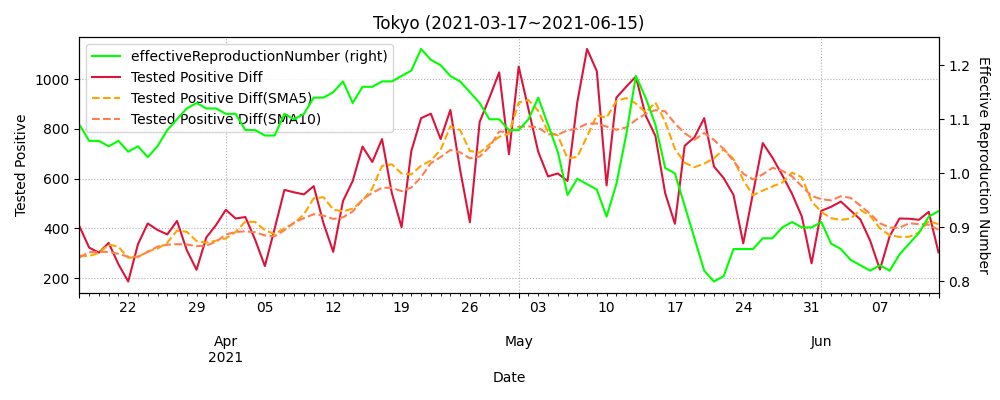 Tokyo (2021-03-17~2021-06-15)
effectiveReproductionNumber (right)
Tested Positive Diff
Tested Positive Diff(SMA5)
Tested Positive Diff(SMA10)
Tested Positive
1000
800
600
400
200
Effective Reproduction Number
1.2
1.1
1.0
0.9
0.8
22 29 05 12 19 26 03 10 17 24 31 07
Apr May Jun
2021
Date